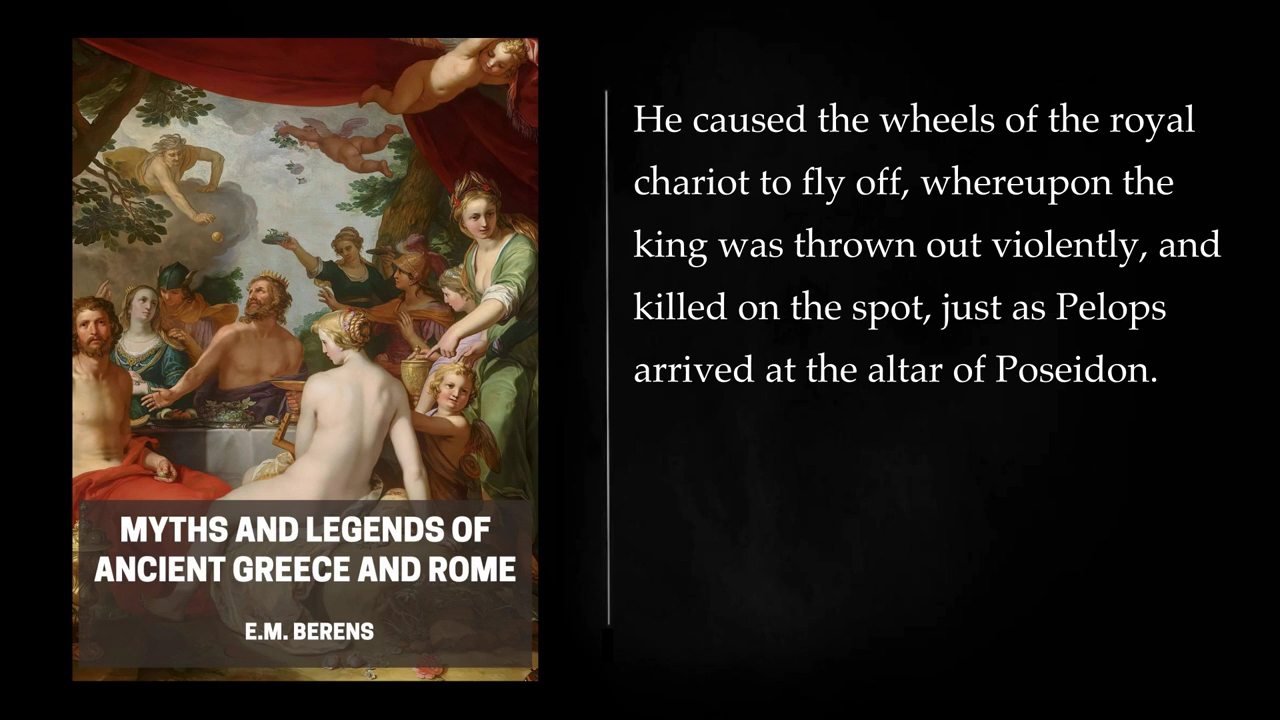 MYTHS AND LEGENDS OF
ANCIENT GREECE AND ROME
E.M. BERENS
He caused the wheels of the royal
chariot to fly off, whereupon the
king was thrown out violently, and
killed on the spot, just as Pelops
arrived at the altar of Poseidon.